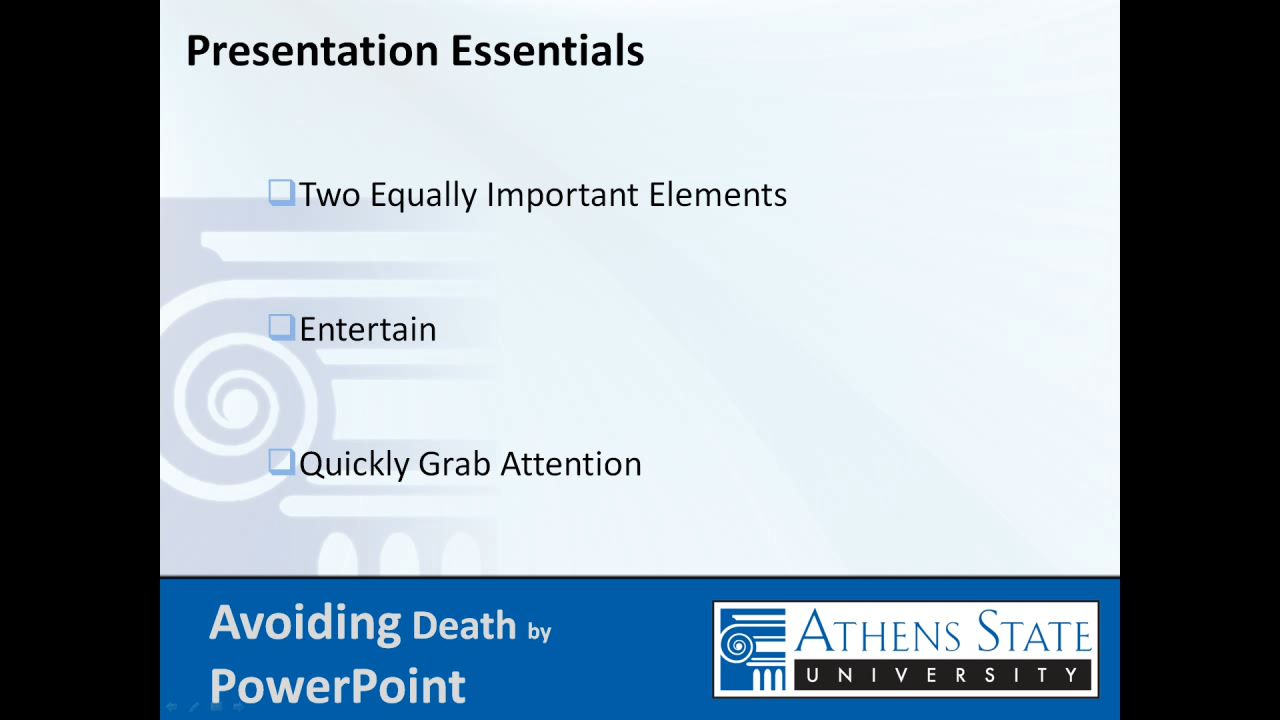 Presentation Essentials
Two Equally Important Elements
Entertain
Quickly Grab Attention
Avoiding Death by
PowerPoint
ATHENS STATE
UNIVERSITY